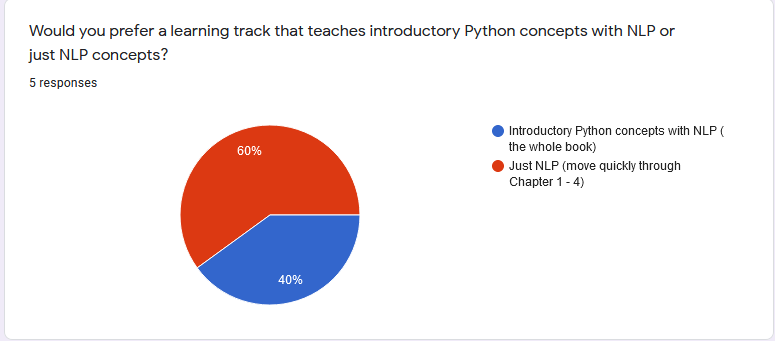 Would you prefer a learning track that teaches introductory Python concepts with NLP or
just NLP concepts?
5 responses
60%
40%
Introductory Python concepts with NLP (
the whole book)
Just NLP (move quickly through
Chapter 1 - 4)